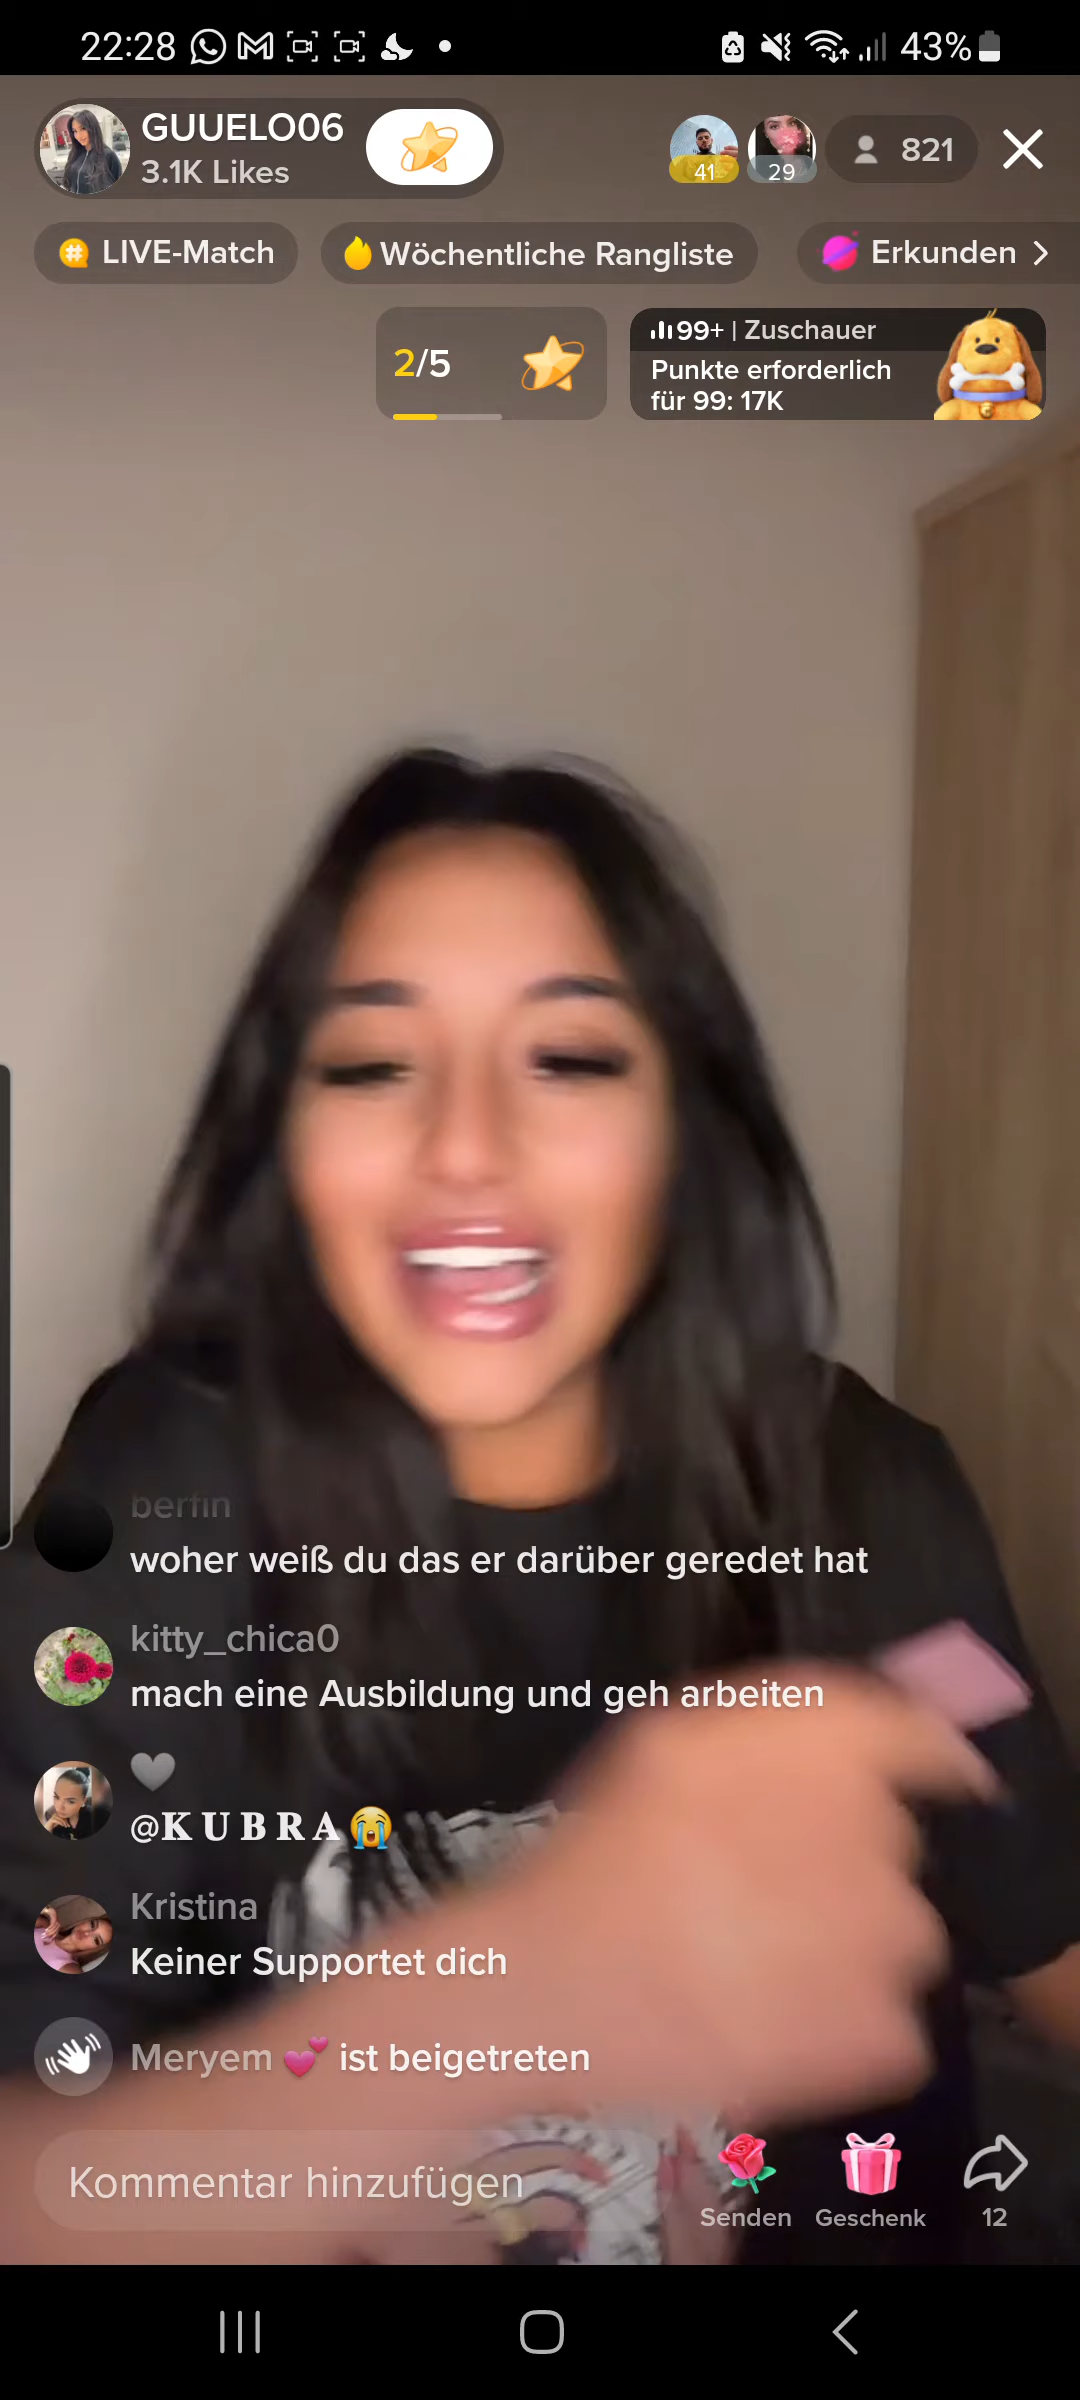 22:28
43%
GUUELO06
3.1K Likes
41
29
821
LIVE-Match
Wöchentliche Rangliste
Erkunden
2/5
99+ | Zuschauer
Punkte erforderlich
für 99: 17K
berfin
woher weiß du das er darüber geredet hat
kitty_chica0
mach eine Ausbildung und geh arbeiten
🩶
@𝐊 𝐔 𝐁 𝐑 𝐀 😭
Kristina
Keiner Supportet dich
Meryem 💕 ist beigetreten
Kommentar hinzufügen
Senden
Geschenk
12